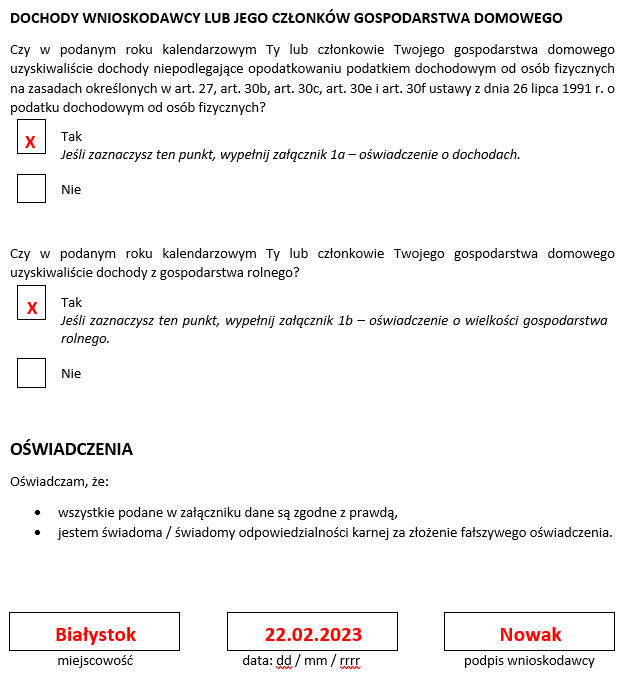 DOCHODY WNIOSKODAWCY LUB JEGO CZŁONKÓW GOSPODARSTWA DOMOWEGO
Czy w podanym roku kalendarzowym Ty lub członkowie Twojego gospodarstwa domowego
uzyskiwaliście dochody niepodlegające opodatkowaniu podatkiem dochodowym od osób fizycznych
na zasadach określonych w art. 27, art. 30b, art. 30c, art. 30e i art. 30f ustawy z dnia 26 lipca 1991 r. o
podatku dochodowym od osób fizycznych?
X Tak
Jeśli zaznaczysz ten punkt, wypełnij załącznik 1a – oświadczenie o dochodach.
Nie
Czy w podanym roku kalendarzowym Ty lub członkowie Twojego gospodarstwa domowego
uzyskiwaliście dochody z gospodarstwa rolnego?
X Tak
Jeśli zaznaczysz ten punkt, wypełnij załącznik 1b – oświadczenie o wielkości gospodarstwa
rolnego.
Nie
OŚWIADCZENIA
Oświadczam, że:
• wszystkie podane w załączniku dane są zgodne z prawdą,
• jestem świadoma / świadomy odpowiedzialności karnej za złożenie fałszywego oświadczenia.
Białystok 22.02.2023 Nowak
miejscowość data: dd / mm / rrrr podpis wnioskodawcy